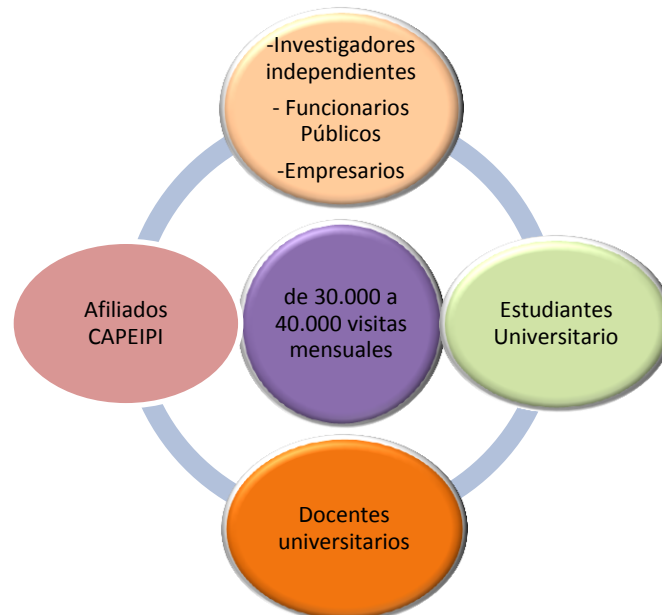 -Investigadores
independientes
- Funcionarios
Públicos
-Empresarios
Afiliados
CAPEIPI
de 30.000 a
40.000 visitas
mensuales
Estudiantes
Universitario
Docentes
universitarios